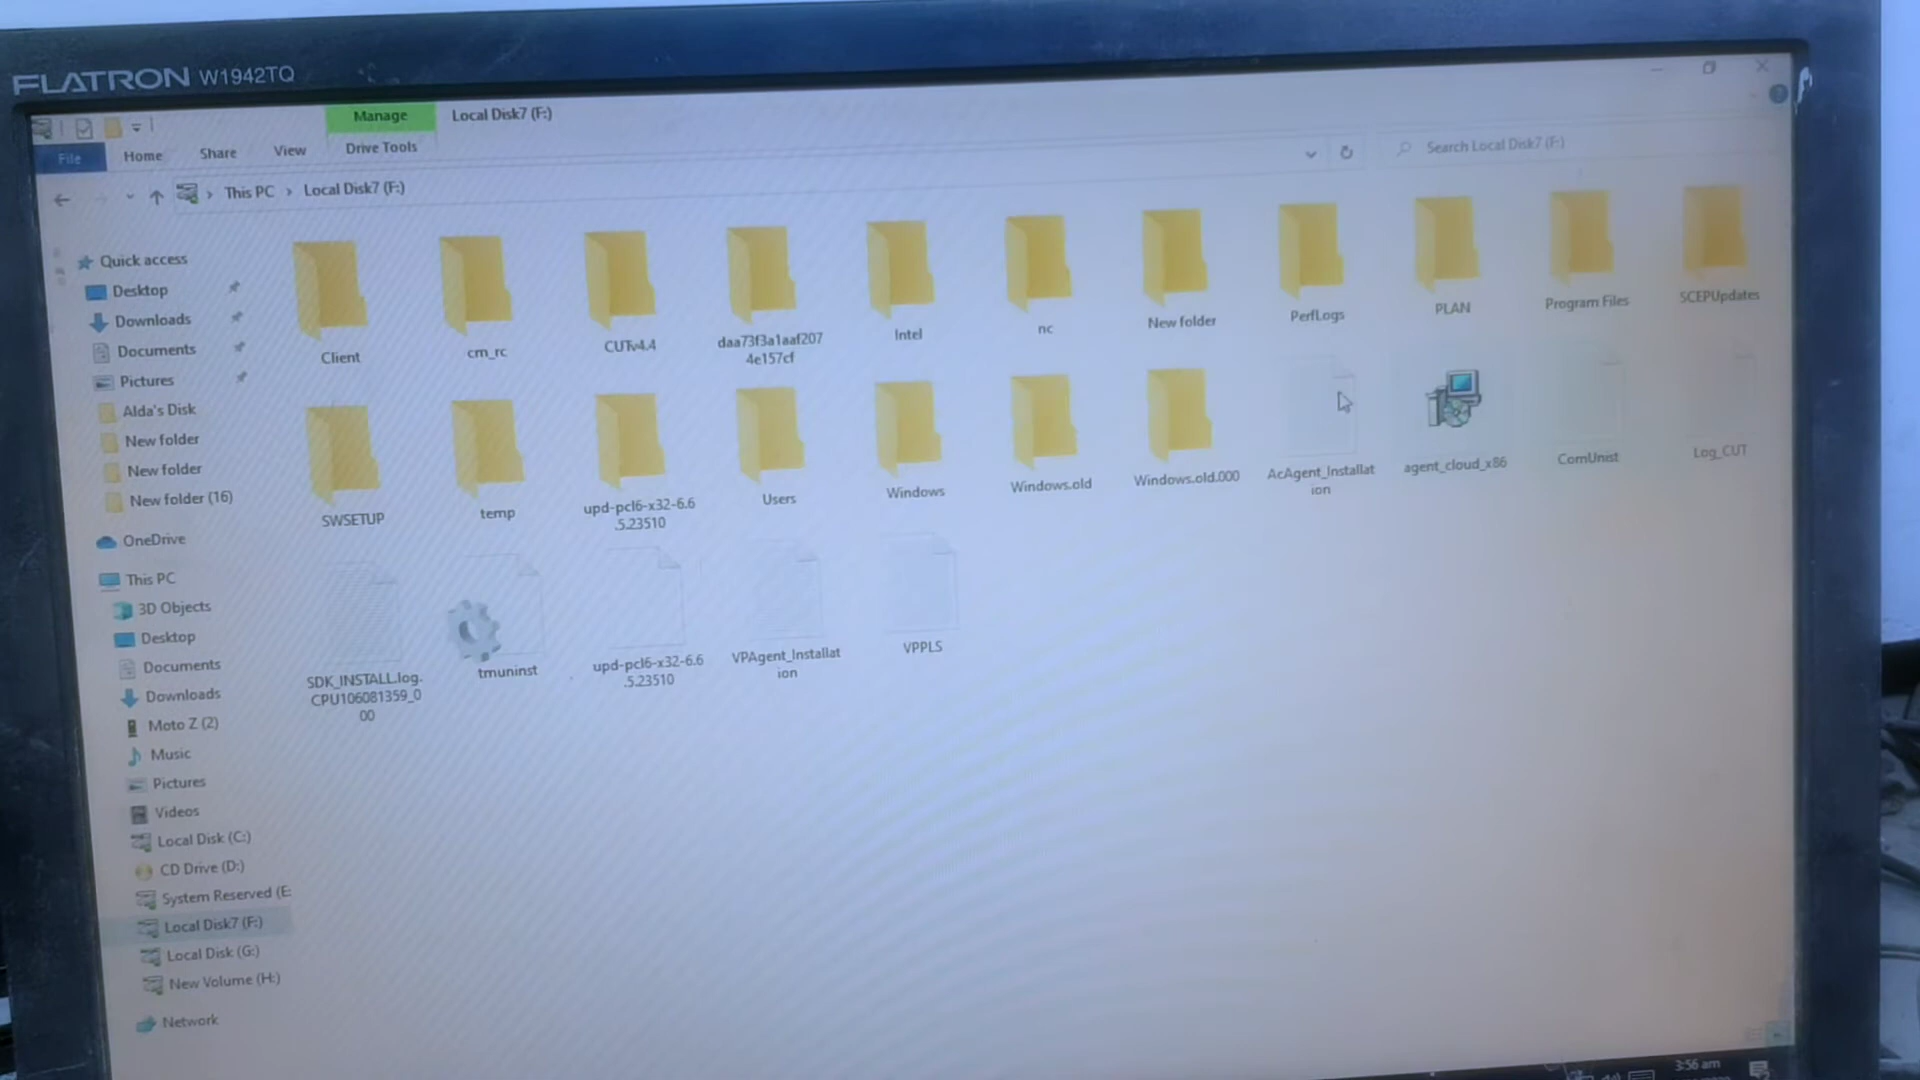 FLATRON W1942TQ
Manage
Local Disk7 (F:)
File
Home
Share
View
Drive Tools
This PC
Local Disk7 (F:)
Search Local Disk7 (F:)
Quick access
Desktop
Downloads
Documents
Pictures
Alda's Disk
New folder
New folder
New folder (16)
OneDrive
This PC
3D Objects
Desktop
Documents
Downloads
Moto Z (2)
Music
Pictures
Videos
Local Disk (C:)
CD Drive (D:)
System Reserved (E:
Local Disk7 (F:)
Local Disk (G:)
New Volume (H:)
Network
Client
cm_rc
CUTv4.4
daa73f3a1aaf207
4e157cf
Intel
nc
New folder
PerfLogs
PLAN
Program Files
SCEPUpdates
SWSETUP
temp
upd-pcl6-x32-6.6
.5.23510
Users
Windows
Windows.old
Windows.old.000
AcAgent_Installat
ion
agent_cloud_x86
ComUnist
Log_CUT
SDK_INSTALL.log.
CPU106081359_0
00
tmuninst
upd-pcl6-x32-6.6
.5.23510
VPAgent_Installat
ion
VPPLS
3:56 am